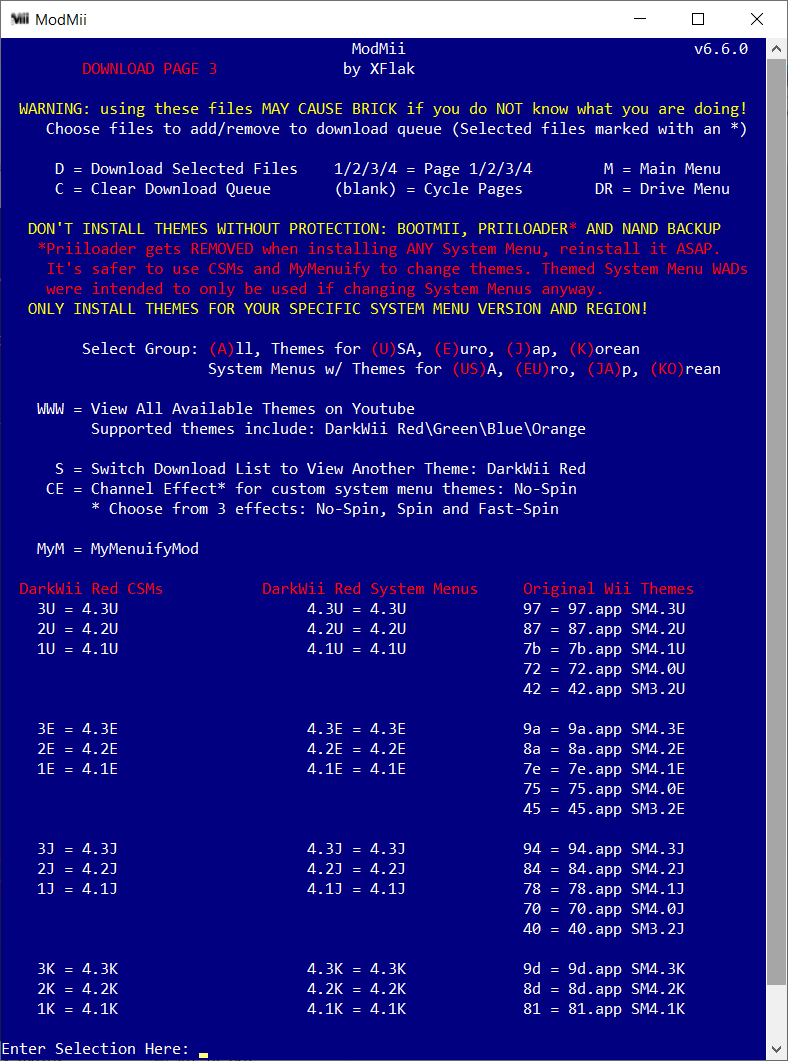 ModMii
ModMii v6.6.0
DOWNLOAD PAGE 3 by XFlak
WARNING: using these files MAY CAUSE BRICK if you do NOT know what you are doing!
Choose files to add/remove to download queue (Selected files marked with an *)
D = Download Selected Files 1/2/3/4 = Page 1/2/3/4 M = Main Menu
C = Clear Download Queue (blank) = Cycle Pages DR = Drive Menu
DON'T INSTALL THEMES WITHOUT PROTECTION: BOOTMII, PRIILOADER* AND NAND BACKUP
*Priiloader gets REMOVED when installing ANY System Menu, reinstall it ASAP.
It's safer to use CSMs and MyMenuify to change themes. Themed System Menu WADs
were intended to only be used if changing System Menus anyway.
ONLY INSTALL THEMES FOR YOUR SPECIFIC SYSTEM MENU VERSION AND REGION!
Select Group: (A)ll, Themes for (U)SA, (E)uro, (J)ap, (K)orean
System Menus w/ Themes for (US)A, (EU)ro, (JA)p, (KO)rean
WWW = View All Available Themes on Youtube
Supported themes include: DarkWii Red\Green\Blue\Orange
S = Switch Download List to View Another Theme: DarkWii Red
CE = Channel Effect* for custom system menu themes: No-Spin
* Choose from 3 effects: No-Spin, Spin and Fast-Spin
MyM = MyMenuifyMod
DarkWii Red CSMs DarkWii Red System Menus Original Wii Themes
3U = 4.3U 4.3U = 4.3U 97 = 97.app SM4.3U
2U = 4.2U 4.2U = 4.2U 87 = 87.app SM4.2U
1U = 4.1U 4.1U = 4.1U 7b = 7b.app SM4.1U
72 = 72.app SM4.0U
42 = 42.app SM3.2U
3E = 4.3E 4.3E = 4.3E 9a = 9a.app SM4.3E
2E = 4.2E 4.2E = 4.2E 8a = 8a.app SM4.2E
1E = 4.1E 4.1E = 4.1E 7e = 7e.app SM4.1E
75 = 75.app SM4.0E
45 = 45.app SM3.2E
3J = 4.3J 4.3J = 4.3J 94 = 94.app SM4.3J
2J = 4.2J 4.2J = 4.2J 84 = 84.app SM4.2J
1J = 4.1J 4.1J = 4.1J 78 = 78.app SM4.1J
70 = 70.app SM4.0J
40 = 40.app SM3.2J
3K = 4.3K 4.3K = 4.3K 9d = 9d.app SM4.3K
2K = 4.2K 4.2K = 4.2K 8d = 8d.app SM4.2K
1K = 4.1K 4.1K = 4.1K 81 = 81.app SM4.1K
Enter Selection Here: